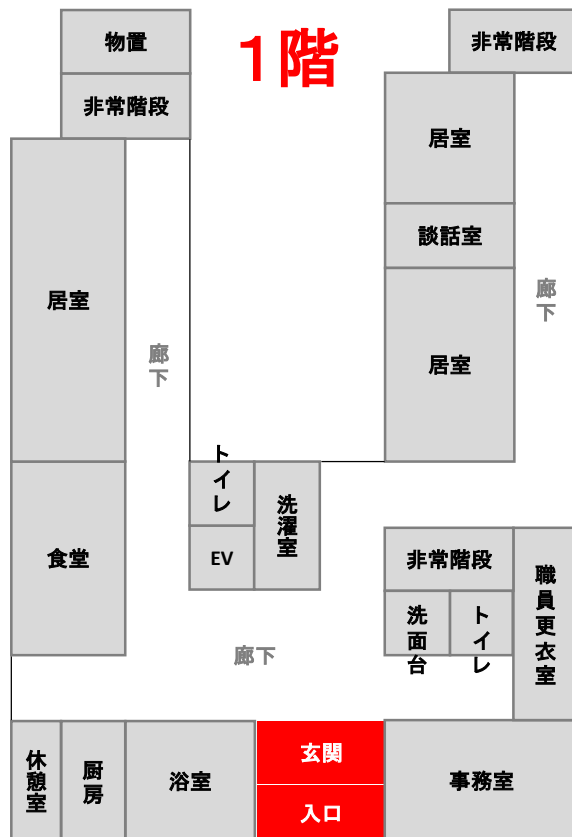 1階
物置
非常階段
非常階段
居室
談話室
居室
廊下
居室
廊下
トイレ
洗濯室
EV
食堂
非常階段
職員更衣室
洗面台
トイレ
廊下
休憩室
厨房
浴室
玄関
入口
事務室